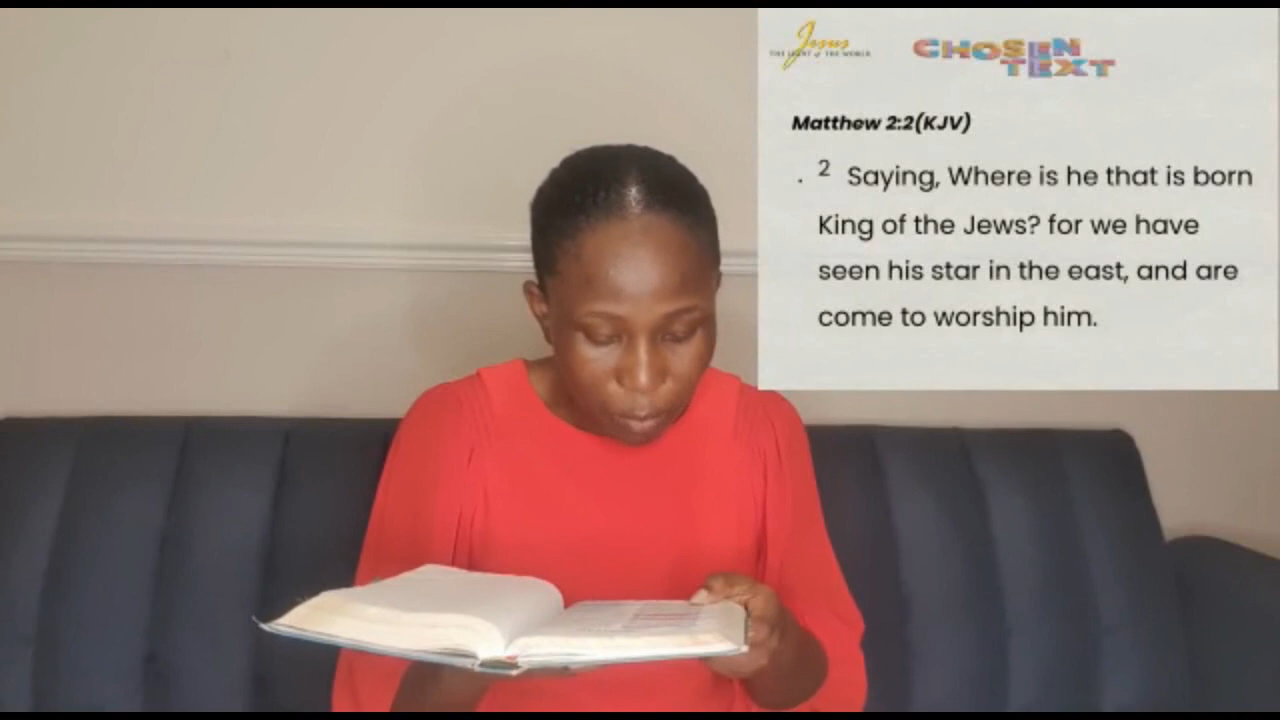 Jesus
THE LIGHT of THE WORLD
CHOSEN
TEXT
Matthew 2:2(KJV)
. 2 Saying, Where is he that is born
King of the Jews? for we have
seen his star in the east, and are
come to worship him.